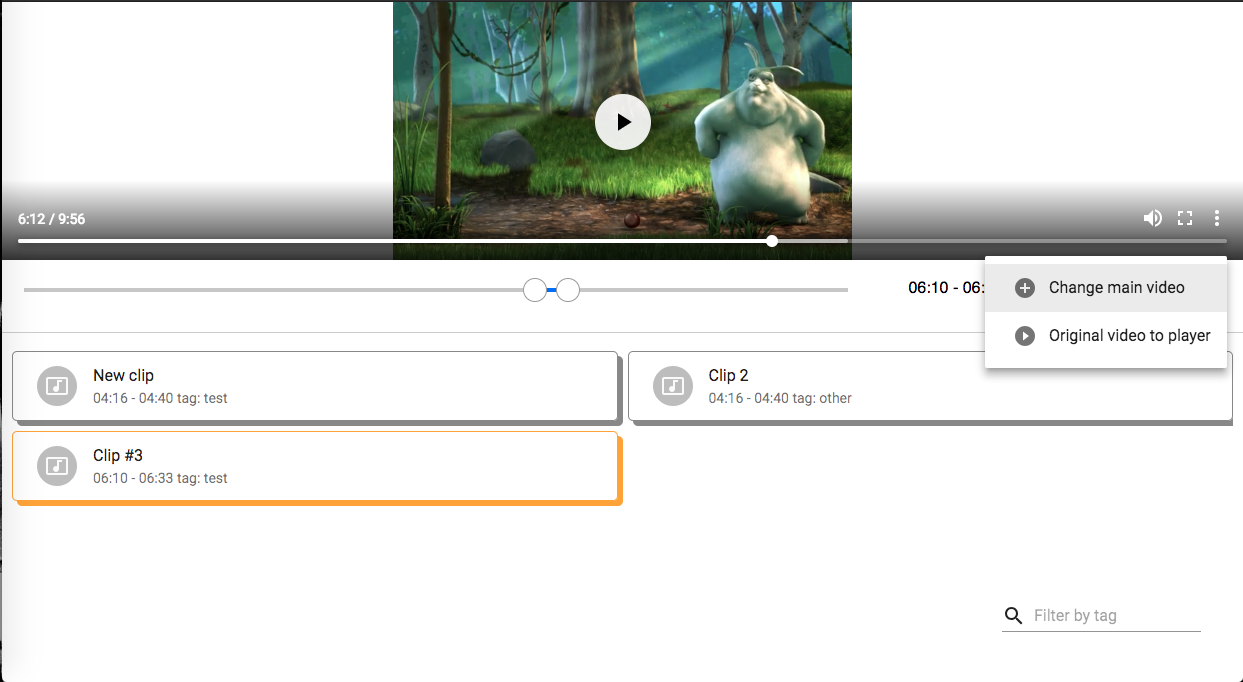 6:12 / 9:56
06:10 - 06:
Change main video
Original video to player
New clip
04:16 - 04:40 tag: test
Clip 2
04:16 - 04:40 tag: other
Clip #3
06:10 - 06:33 tag: test
Filter by tag